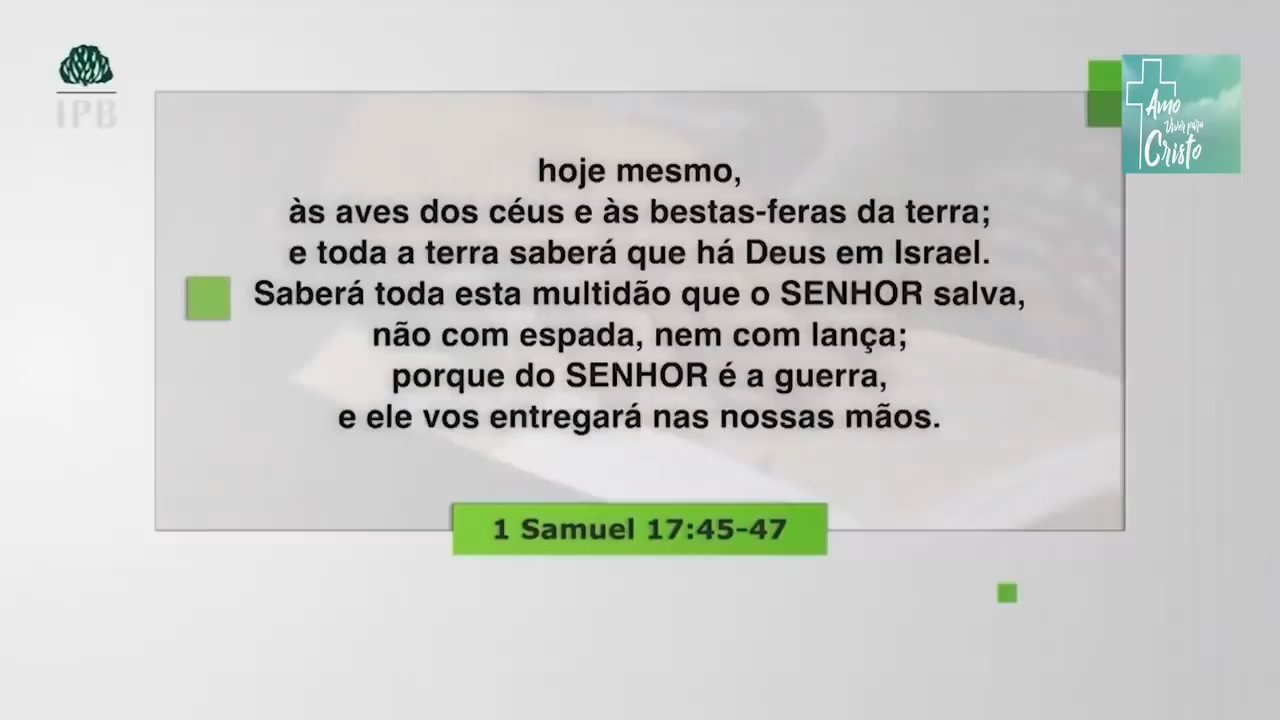 IPB
Amo
Viver para
Cristo
hoje mesmo,
às aves dos céus e às bestas-feras da terra;
e toda a terra saberá que há Deus em Israel.
Saberá toda esta multidão que o SENHOR salva,
não com espada, nem com lança;
porque do SENHOR é a guerra,
e ele vos entregará nas nossas mãos.
1 Samuel 17:45-47